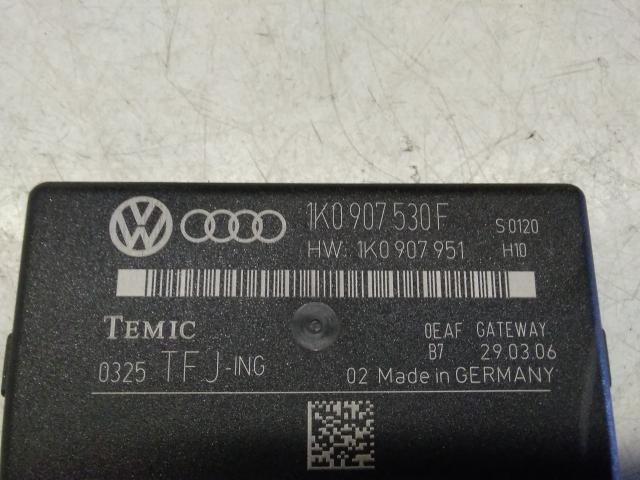 1K0 907 530 F S0120
HW: 1K0 907 951 H10
TEMIC 0EAF GATEWAY
0325 TFJ-ING B7 29.03.06
02 Made in GERMANY